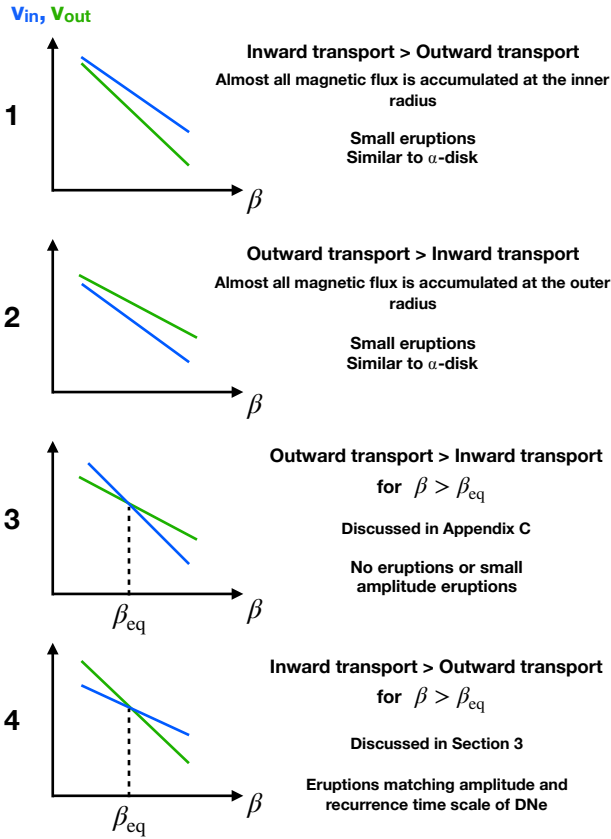 vin, vout
Inward transport > Outward transport
Almost all magnetic flux is accumulated at the inner
radius
1
Small eruptions
Similar to α-disk
β
Outward transport > Inward transport
Almost all magnetic flux is accumulated at the outer
radius
2
Small eruptions
Similar to α-disk
β
Outward transport > Inward transport
for β > βeq
3
Discussed in Appendix C
No eruptions or small
amplitude eruptions
βeq
β
Inward transport > Outward transport
for β > βeq
4
Discussed in Section 3
Eruptions matching amplitude and
recurrence time scale of DNe
βeq
β